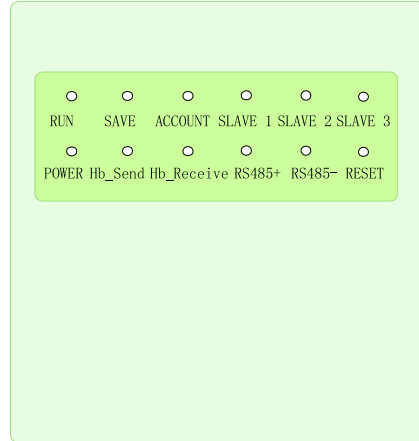 RUN SAVE ACCOUNT SLAVE 1 SLAVE 2 SLAVE 3
POWER Hb_Send Hb_Receive RS485+ RS485- RESET